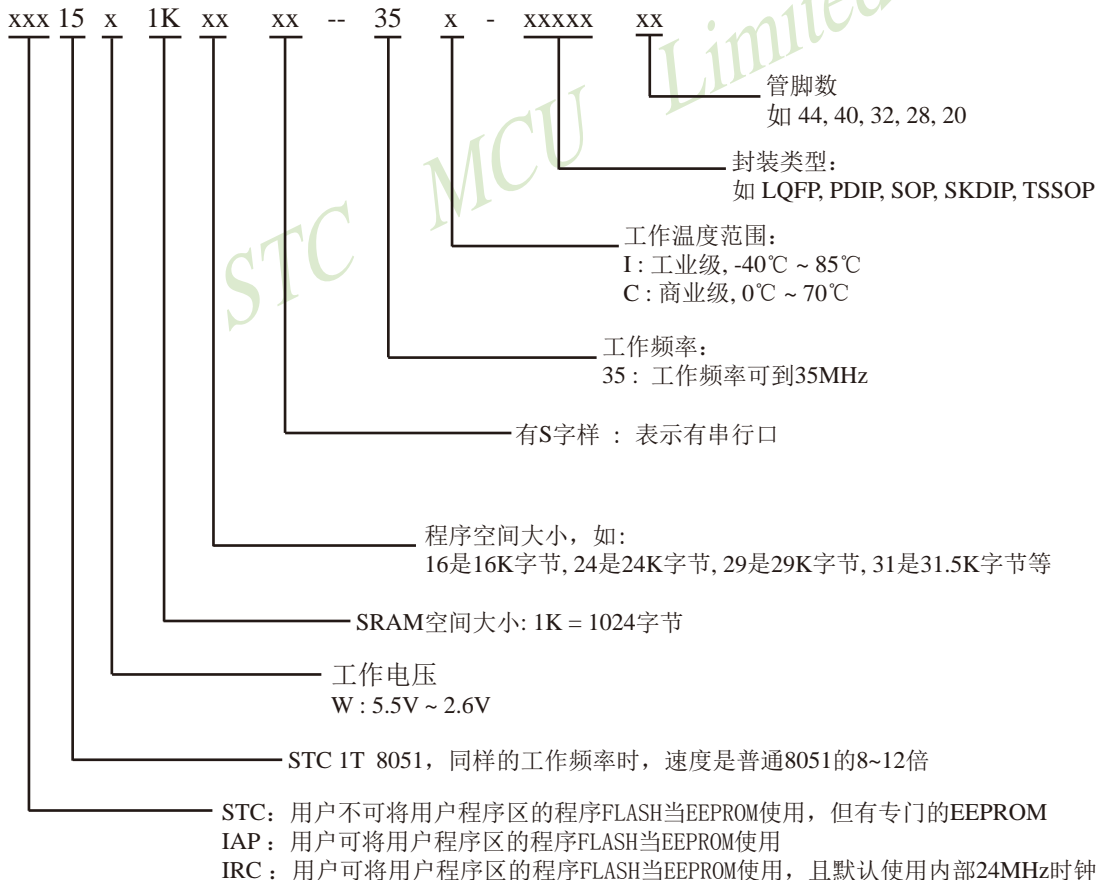 xxx 15 x 1K xx xx -- 35 x - xxxxx xx
管脚数
如 44, 40, 32, 28, 20
封装类型：
如 LQFP, PDIP, SOP, SKDIP, TSSOP
工作温度范围：
I : 工业级, -40℃ ~ 85℃
C : 商业级, 0℃ ~ 70℃
工作频率：
35 : 工作频率可到35MHz
有S字样 : 表示有串行口
程序空间大小，如:
16是16K字节, 24是24K字节, 29是29K字节, 31是31.5K字节等
SRAM空间大小: 1K = 1024字节
工作电压
W : 5.5V ~ 2.6V
STC 1T 8051，同样的工作频率时，速度是普通8051的8~12倍
STC：用户不可将用户程序区的程序FLASH当EEPROM使用，但有专门的EEPROM
IAP：用户可将用户程序区的程序FLASH当EEPROM使用
IRC：用户可将用户程序区的程序FLASH当EEPROM使用，且默认使用内部24MHz时钟
STC MCU Limited